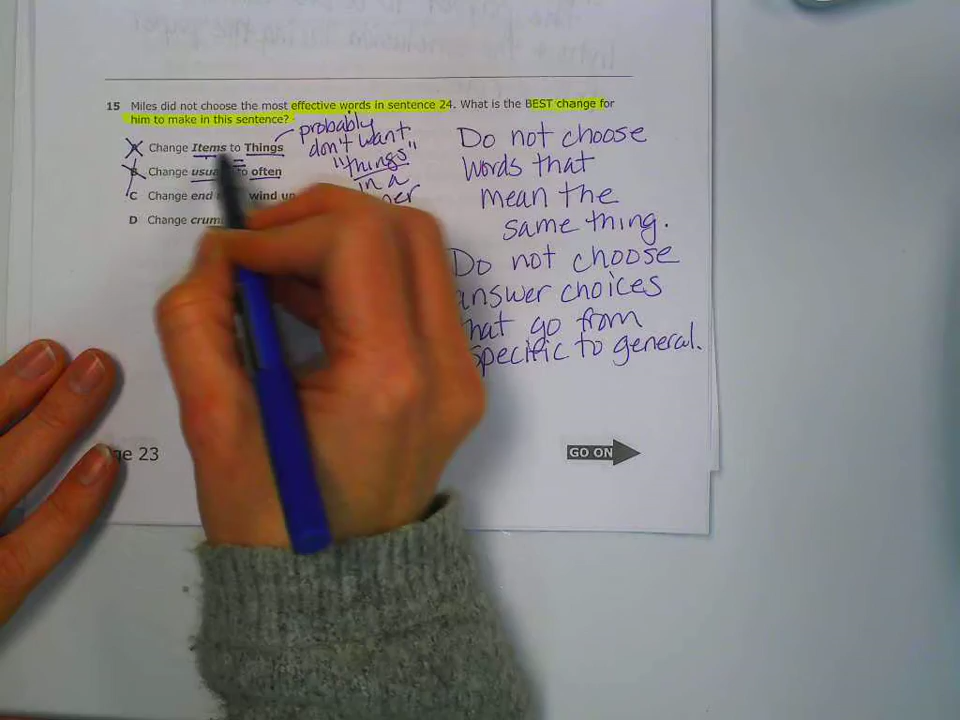 15 Miles did not choose the most effective words in sentence 24. What is the BEST change for
him to make in this sentence?
Change Items to Things
Change to often
C Change end wind up
D Change
probably
don't want
"things"
in a
Do not choose
words that
mean the
same thing.
Do not choose
answer choices
that go from
specific to general.
23
GO ON